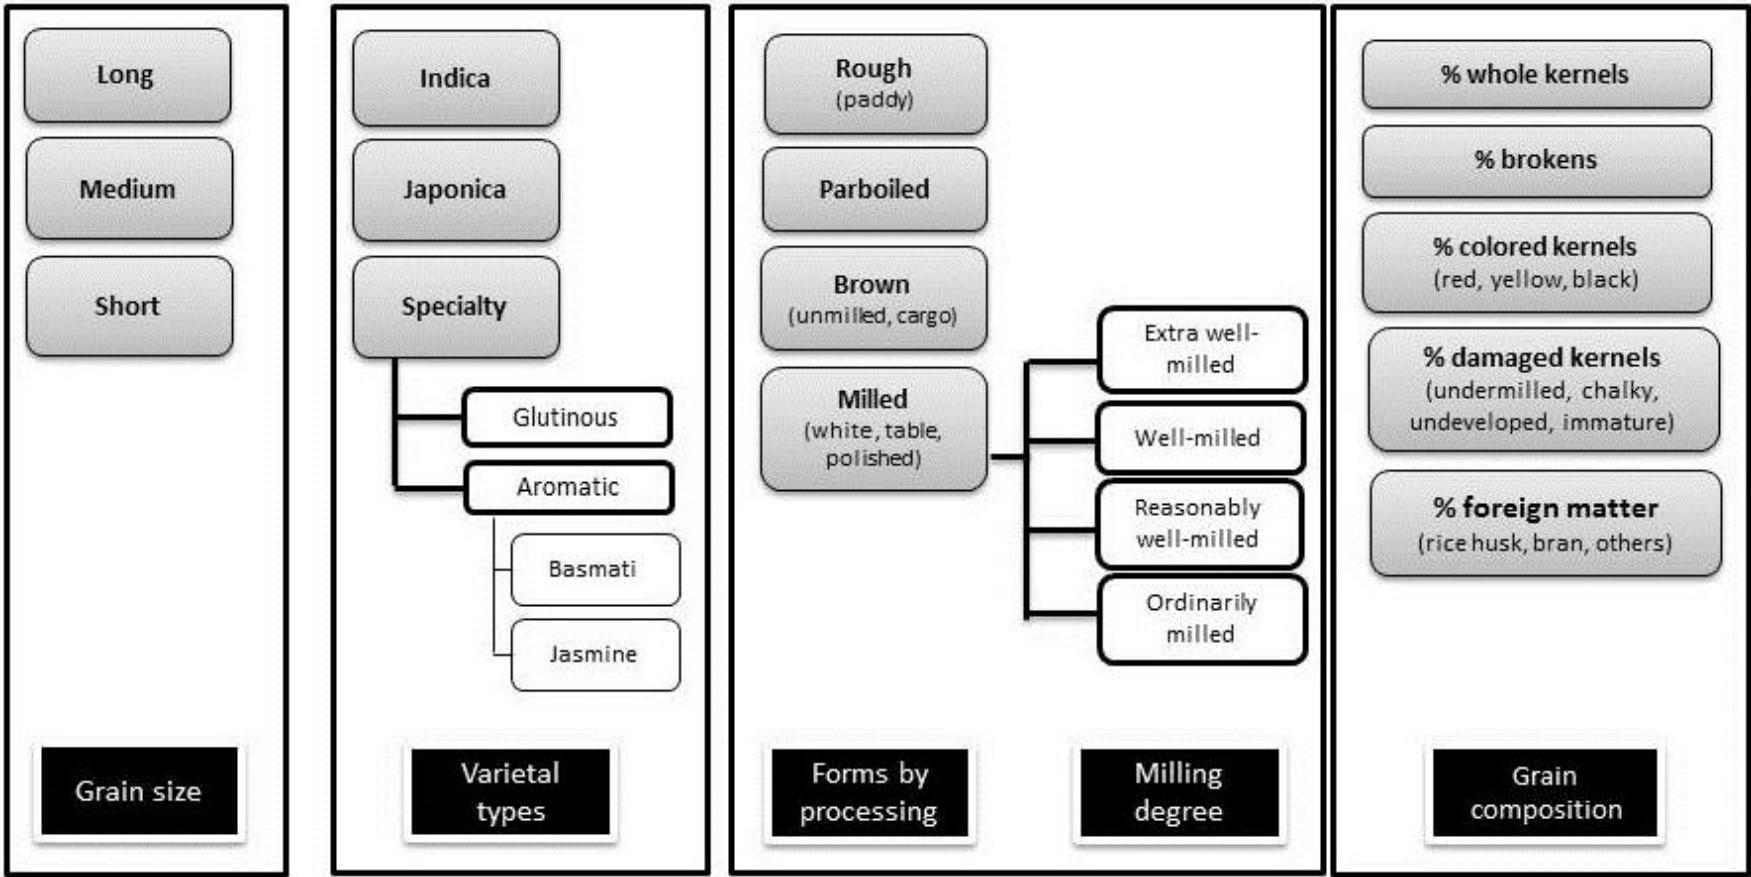 Long
Medium
Short
Grain size
Indica
Japonica
Specialty
Glutinous
Aromatic
Basmati
Jasmine
Varietal
types
Rough
(paddy)
Parboiled
Brown
(unmilled, cargo)
Milled
(white, table,
polished)
Forms by
processing
Extra well-
milled
Well-milled
Reasonably
well-milled
Ordinarily
milled
Milling
degree
% whole kernels
% brokens
% colored kernels
(red, yellow, black)
% damaged kernels
(undermilled, chalky,
undeveloped, immature)
% foreign matter
(rice husk, bran, others)
Grain
composition